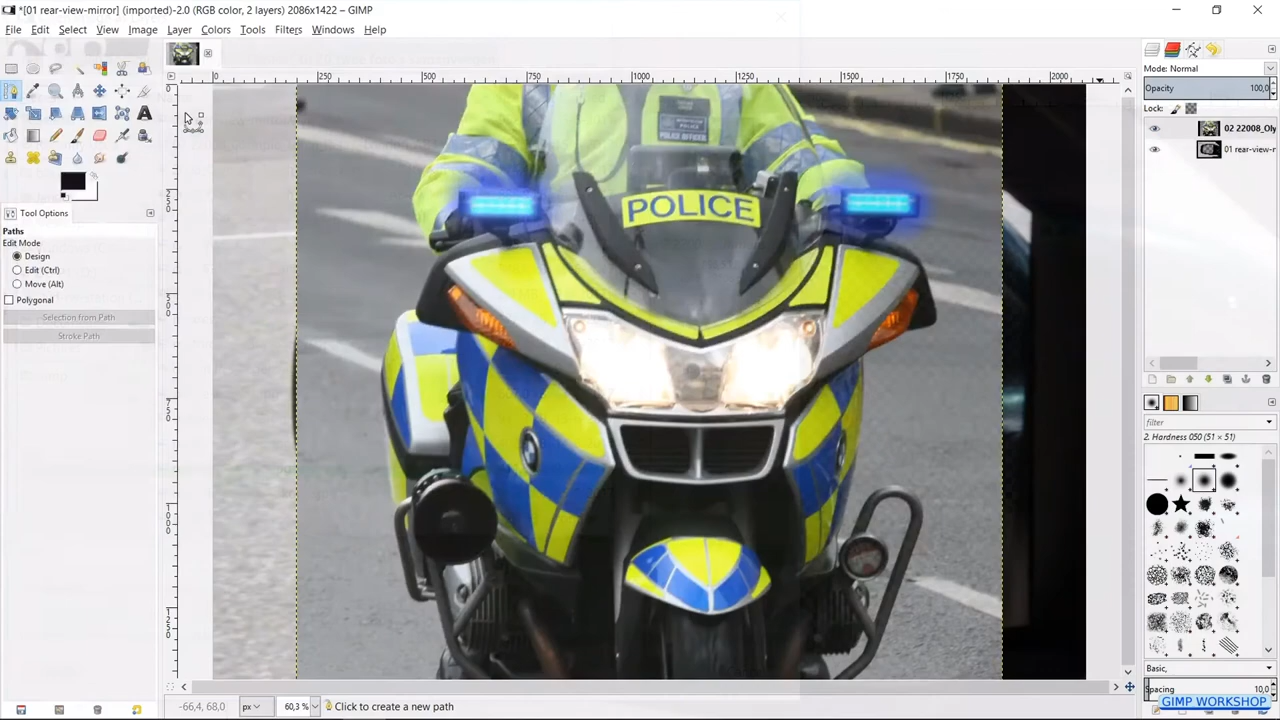 *[01 rear-view-mirror] (imported)-2.0 (RGB color, 2 layers) 2086x1422 – GIMP
File Edit Select View Image Layer Colors Tools Filters Windows Help
0 250 500 750 1000 1250 1500 1750 2000
Mode: Normal
Opacity 100,0
Lock:
02 22008_Oly
01 rear-view-r
Tool Options
Paths
Edit Mode
Design
Edit (Ctrl)
Move (Alt)
Polygonal
Selection from Path
Stroke Path
POLICE
filter
2. Hardness 050 (51 × 51)
Basic,
Spacing 10,0
GIMP WORKSHOP
-66,4, 68,0 px 60,3 % Click to create a new path